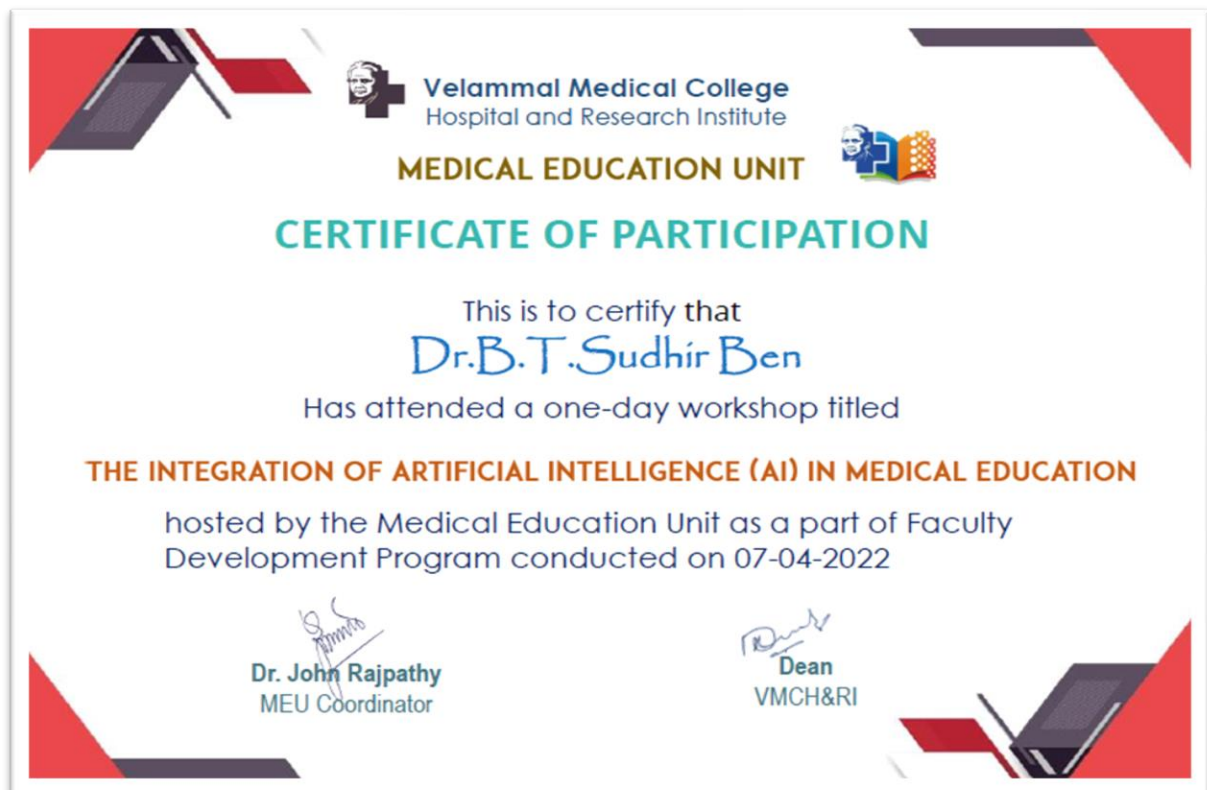 Velammal Medical College
Hospital and Research Institute
MEDICAL EDUCATION UNIT
CERTIFICATE OF PARTICIPATION
This is to certify that
Dr.B.T.Sudhir Ben
Has attended a one-day workshop titled
THE INTEGRATION OF ARTIFICIAL INTELLIGENCE (AI) IN MEDICAL EDUCATION
hosted by the Medical Education Unit as a part of Faculty
Development Program conducted on 07-04-2022
Dr. John Rajpathy
MEU Coordinator
Dean
VMCH&RI